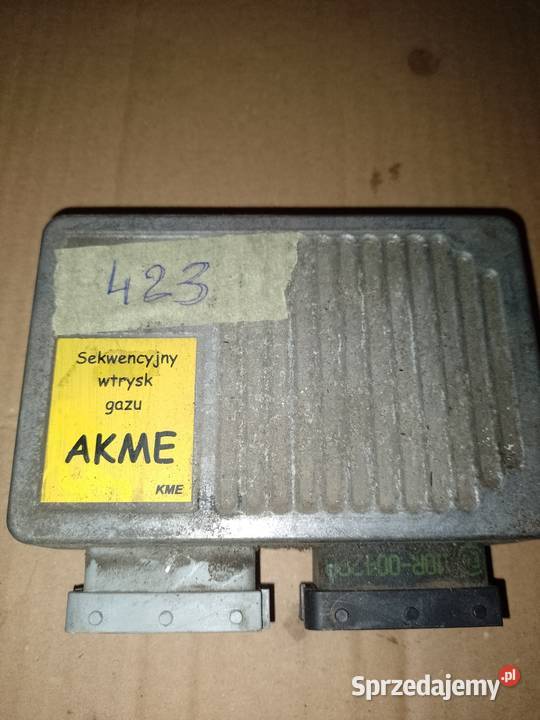 423
Sekwencyjny
wtrysk
gazu
AKME
KME
Sprzedajemy.pl